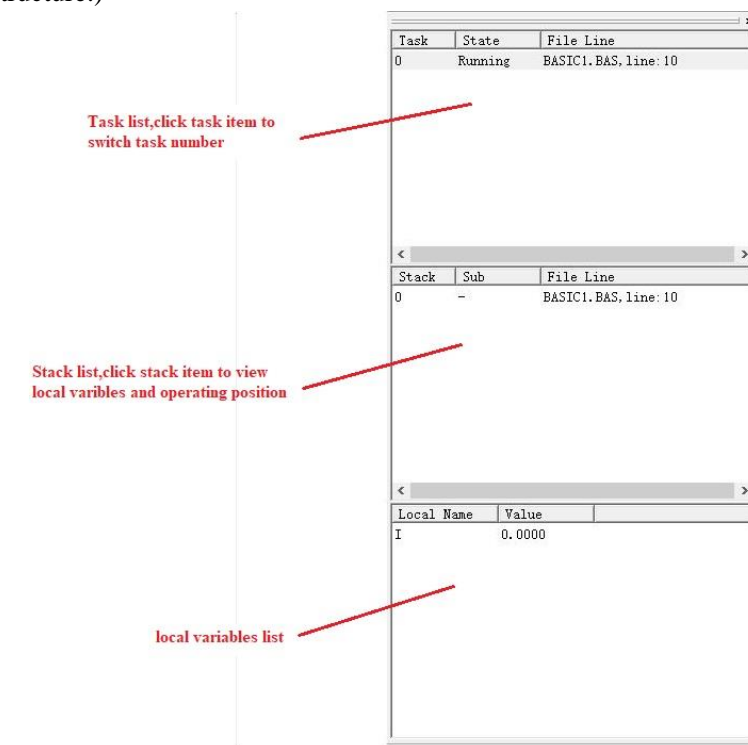 tructure.)
Task State File Line
0 Running BASIC1.BAS, line:10
Task list,click task item to
switch task number
Stack Sub File Line
0 - BASIC1.BAS, line:10
Stack list,click stack item to view
local varibles and operating position
Local Name Value
I 0.0000
local variables list